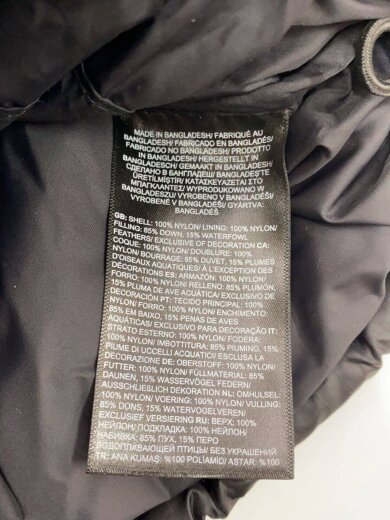 MADE IN BANGLADESH/ FABRIQUÉ AU
BANGLADESH/ FABRICADO EN BANGLADÉS/
FABRICADO NO BANGLADESH/ PRODOTTO
IN BANGLADESH/ HERGESTELLT IN
BANGLADESH/ GEMAAKT IN BANGLADESH/
СДЕЛАНО В БАНГЛАДЕШ/ BANGLADEŞ'TE
ÜRETİLMİŞTİR/ ΚΑΤΑΣΚΕΥΑΖΕΤΑΙ ΣΤΟ
ΜΠΑΓΚΛΑΝΤΕΣ/ WYPRODUKOWANO W
BANGLADESZU/ VYROBENO V BANGLADÉŠI/
VYROBENÉ V BANGLADÉŠI/ GYÁRTVA:
BANGLADES
GB: SHELL: 100% NYLON/ LINING: 100% NYLON/
FILLING: 85% DOWN, 15% WATERFOWL
FEATHERS/ EXCLUSIVE OF DECORATION CA:
COQUE: 100% NYLON/ DOUBLURE: 100%
NYLON/ BOURRAGE: 85% DUVET, 15% PLUMES
D'OISEAUX AQUATIQUES/ À L'EXCEPTION DES
DÉCORATIONS ES: ARMAZÓN: 100% NYLON/
FORRO: 100% NYLON/ RELLENO: 85% PLUMÓN,
15% PLUMA DE AVE ACUÁTICA/ EXCLUSIVO DE
DECORACIÓN PT: TECIDO PRINCIPAL: 100%
NYLON/ FORRO: 100% NYLON/ ENCHIMENTO
85% EM BAIXO, 15% PENAS DE AVES
AQUÁTICAS/ EXCLUSIVO PARA DECORAÇÃO IT:
STRATO ESTERNO: 100% NYLON/ FODERA:
100% NYLON/ IMBOTTITURA: 85% PIUMINO, 15%
PIUME DI UCCELLI ACQUATICI/ ESCLUSA LA
DECORAZIONE DE: OBERSTOFF: 100% NYLON/
FUTTER: 100% NYLON/ FÜLLMATERIAL: 85%
DAUNEN, 15% WASSERVÖGEL FEDERN/
AUSSCHLIEẞLICH DEKORATION NL: OMHULSEL:
100% NYLON/ VOERING: 100% NYLON/ VULLING:
85% DONS, 15% WATERVOGELVEREN/
EXCLUSIEF VERSIERING RU: ВЕРХ: 100%
НЕЙЛОН/ ПОДКЛАДКА: 100% НЕЙЛОН/
НАБИВКА: 85% ПУХ, 15% ПЕРО
ВОДОПЛАВАЮЩЕЙ ПТИЦЫ/ БЕЗ УКРАШЕНИЙ
TR: ANA KUMAŞ: %100 POLİAMİD/ ASTAR: %100